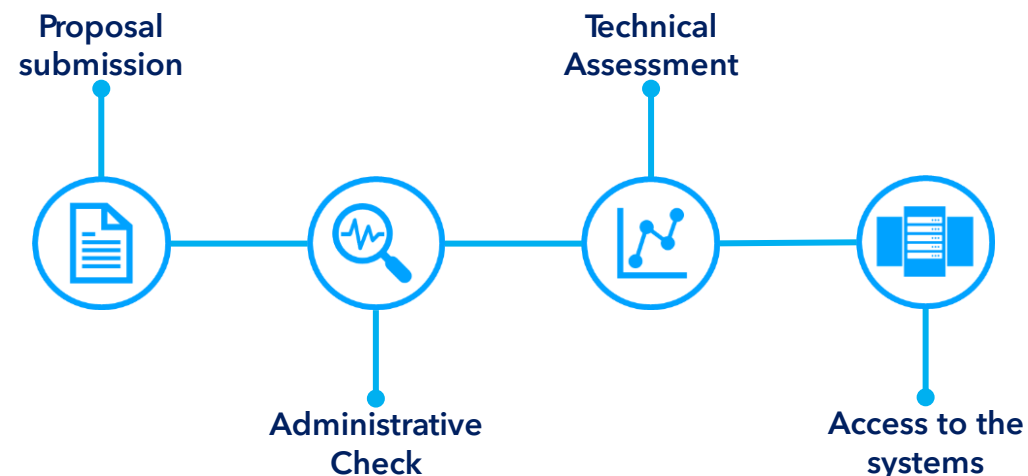 Proposal
submission
Technical
Assessment
Administrative
Check
Access to the
systems